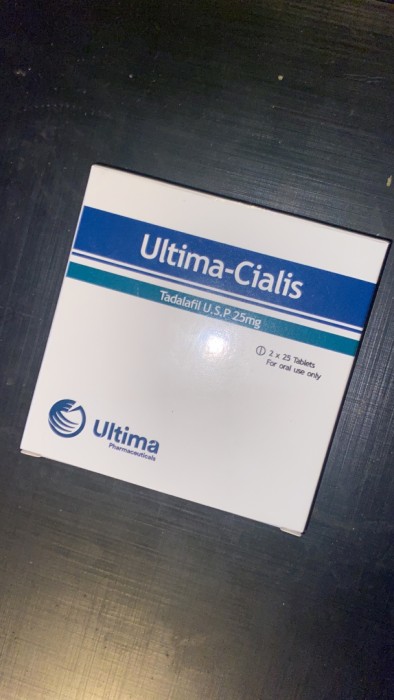 Ultima-Cialis
Tadalafil U.S.P 25mg
2 x 25 Tablets
For oral use only
Ultima
Pharmaceuticals